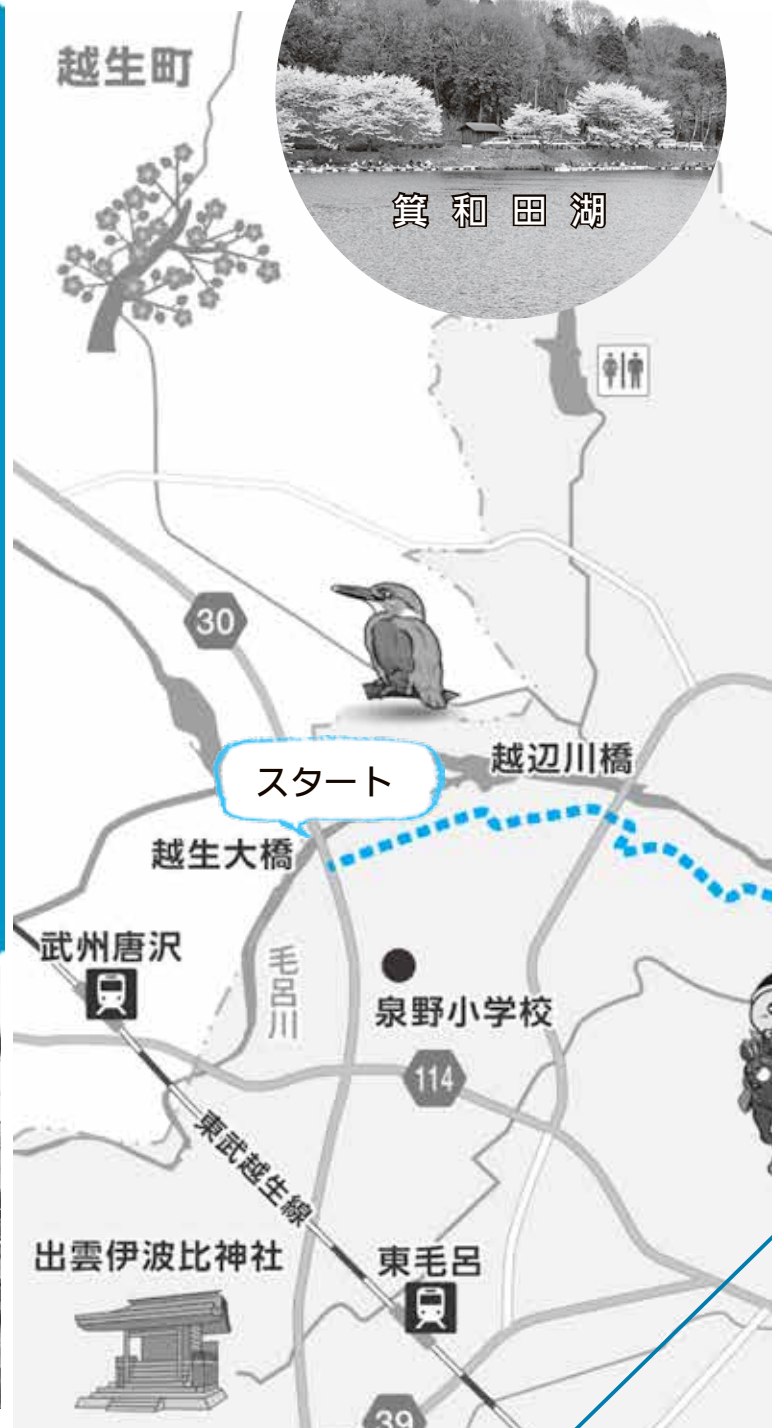 越生町
箕和田湖
30
越辺川橋
スタート
越生大橋
武州唐沢
毛呂川
泉野小学校
114
東武越生線
出雲伊波比神社
東毛呂
39